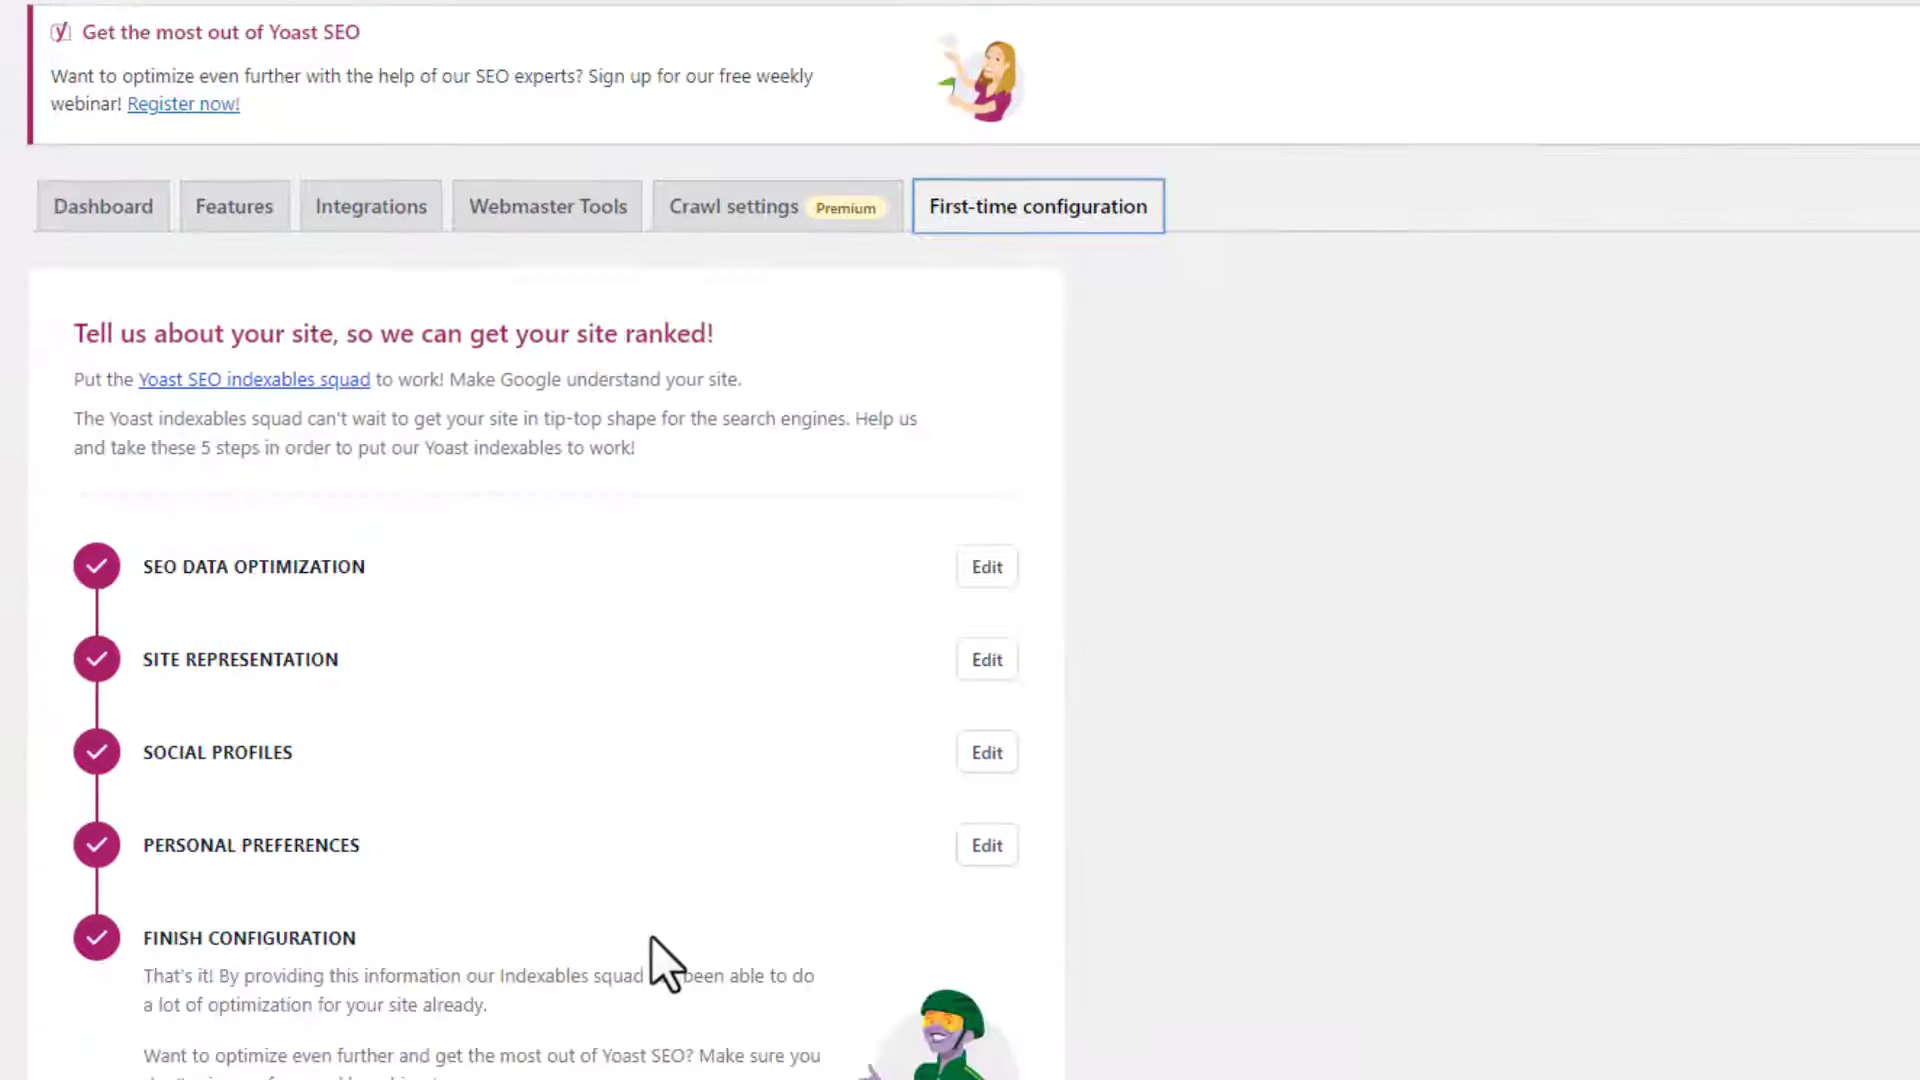 Get the most out of Yoast SEO
Want to optimize even further with the help of our SEO experts? Sign up for our free weekly
webinar! Register now!
Dashboard
Features
Integrations
Webmaster Tools
Crawl settings Premium
First-time configuration
Tell us about your site, so we can get your site ranked!
Put the Yoast SEO indexables squad to work! Make Google understand your site.
The Yoast indexables squad can't wait to get your site in tip-top shape for the search engines. Help us
and take these 5 steps in order to put our Yoast indexables to work!
SEO DATA OPTIMIZATION
Edit
SITE REPRESENTATION
Edit
SOCIAL PROFILES
Edit
PERSONAL PREFERENCES
Edit
FINISH CONFIGURATION
That's it! By providing this information our Indexables squad been able to do
a lot of optimization for your site already.
Want to optimize even further and get the most out of Yoast SEO? Make sure you